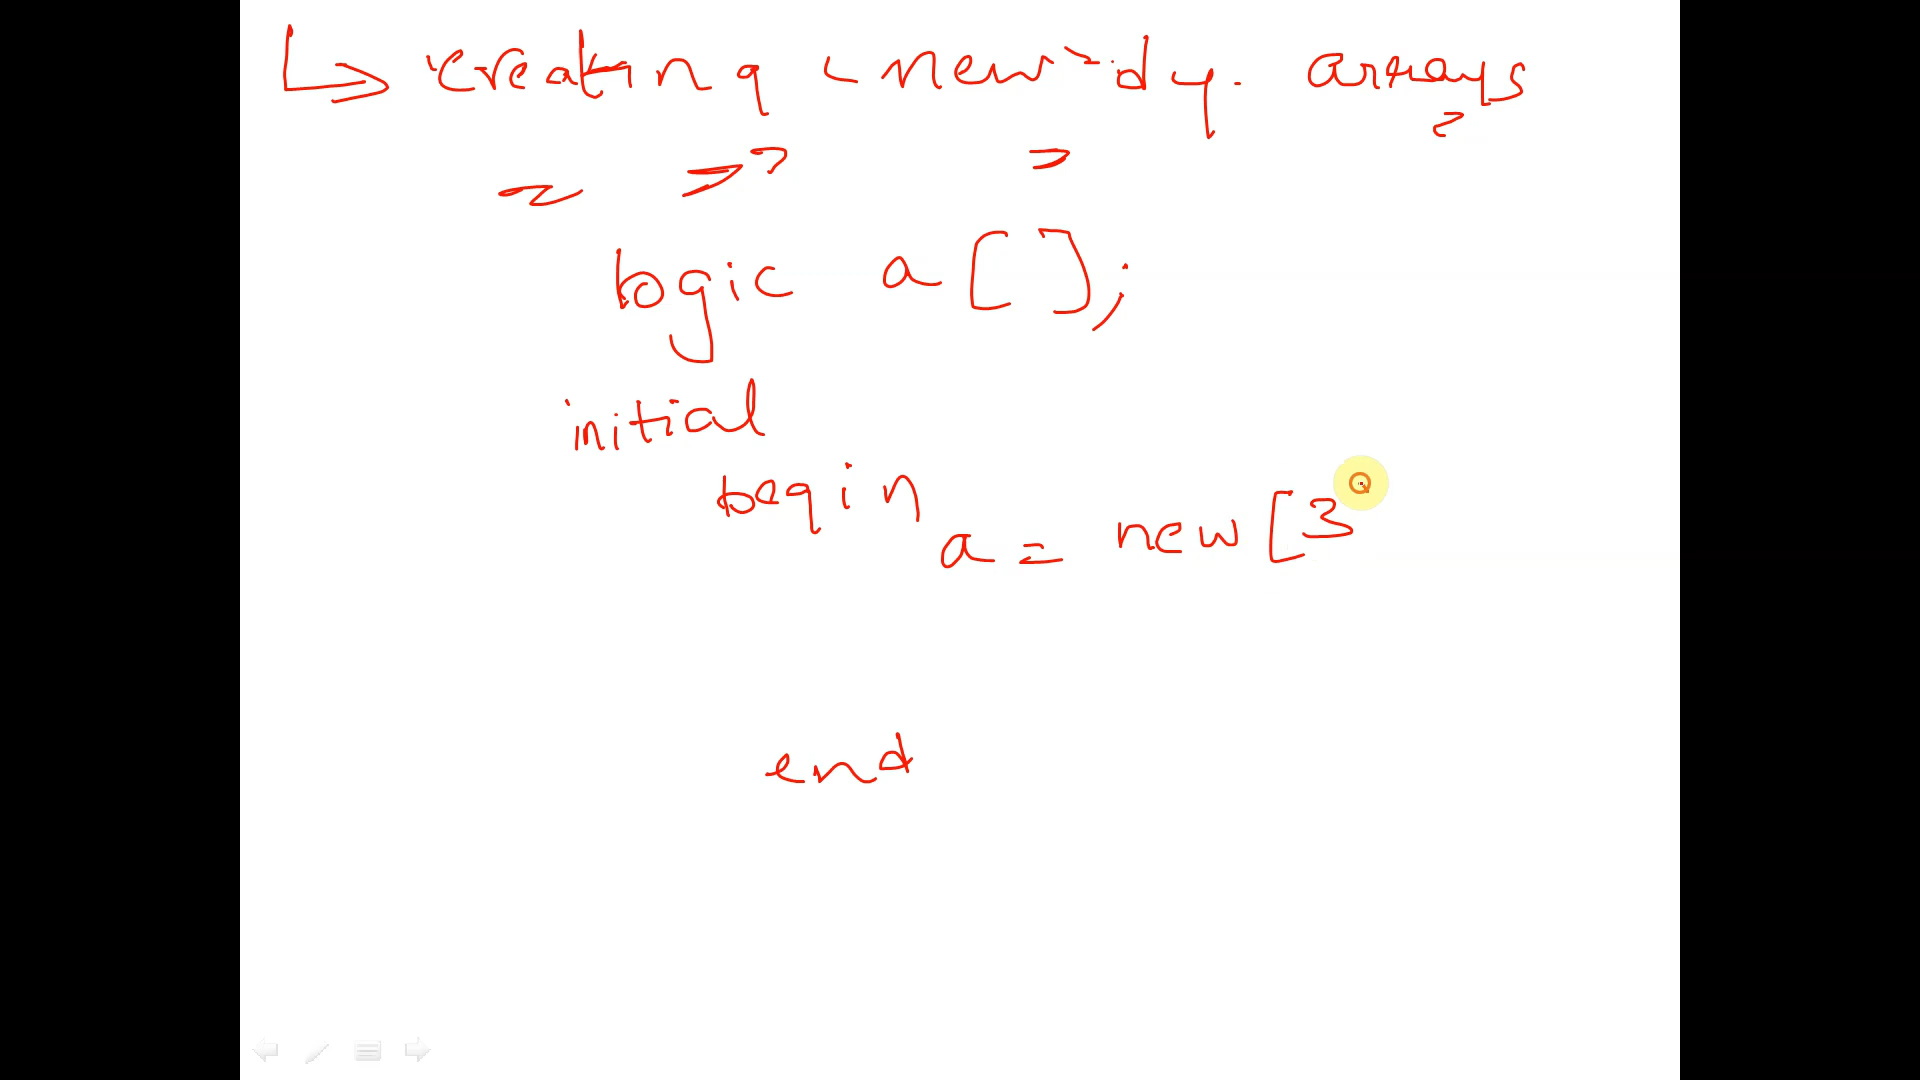 ↳ creating 'new' dy. arrays
logic a[];
initial
begin
a = new[3
end